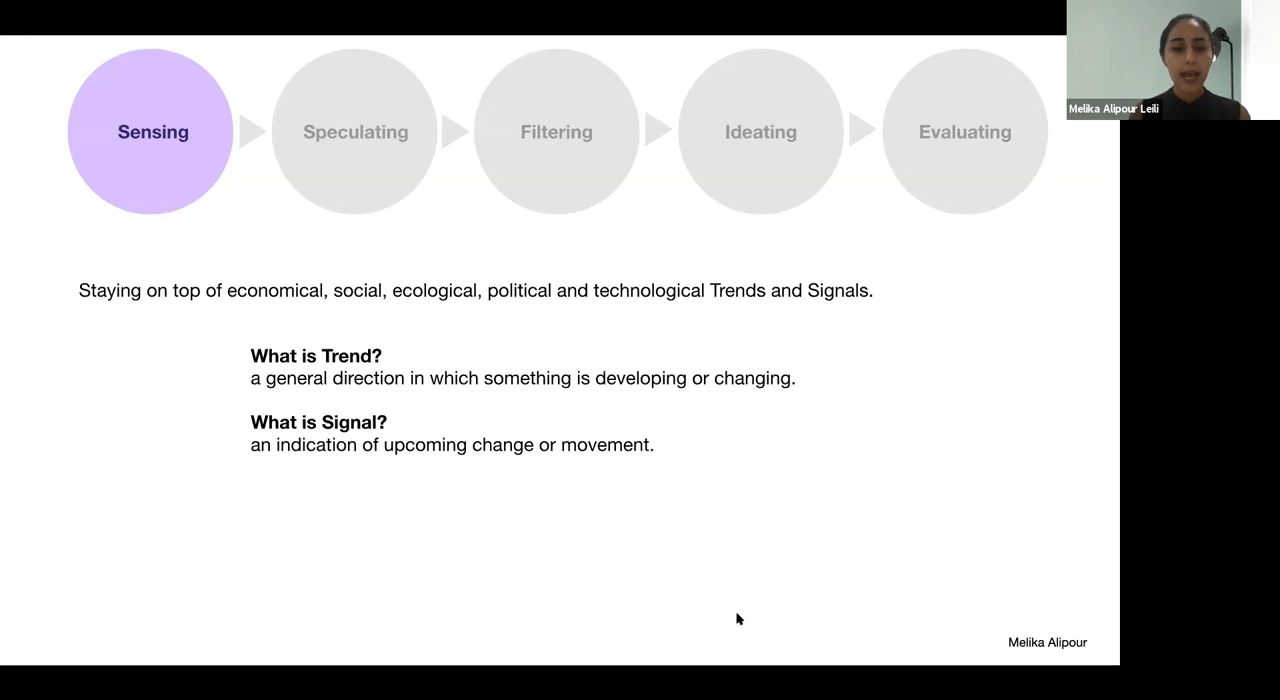 Sensing
Speculating
Filtering
Ideating
Evaluating
Melika Alipour Leili
Staying on top of economical, social, ecological, political and technological Trends and Signals.
What is Trend?
a general direction in which something is developing or changing.
What is Signal?
an indication of upcoming change or movement.
Melika Alipour